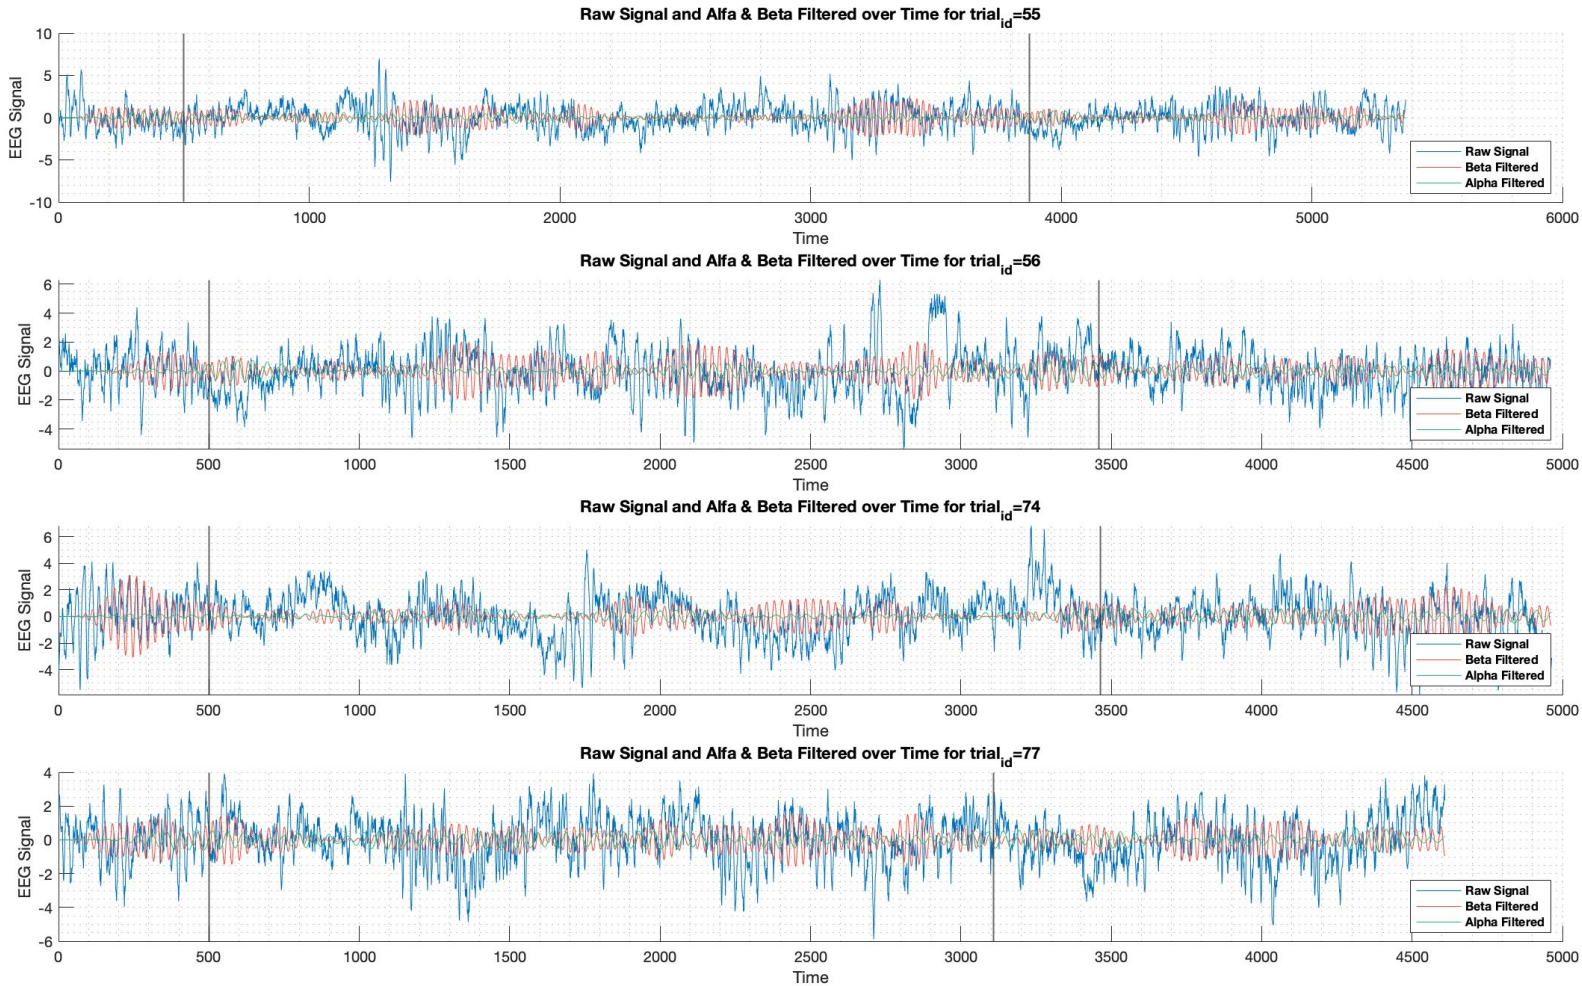 Raw Signal and Alfa & Beta Filtered over Time for trial_id=55
10
5
0
-5
-10
EEG Signal
0 1000 2000 3000 4000 5000 6000
Time
Raw Signal
Beta Filtered
Alpha Filtered
Raw Signal and Alfa & Beta Filtered over Time for trial_id=56
6
4
2
0
-2
-4
EEG Signal
0 500 1000 1500 2000 2500 3000 3500 4000 4500 5000
Time
Raw Signal
Beta Filtered
Alpha Filtered
Raw Signal and Alfa & Beta Filtered over Time for trial_id=74
6
4
2
0
-2
-4
EEG Signal
0 500 1000 1500 2000 2500 3000 3500 4000 4500 5000
Time
Raw Signal
Beta Filtered
Alpha Filtered
Raw Signal and Alfa & Beta Filtered over Time for trial_id=77
4
2
0
-2
-4
-6
EEG Signal
0 500 1000 1500 2000 2500 3000 3500 4000 4500 5000
Time
Raw Signal
Beta Filtered
Alpha Filtered